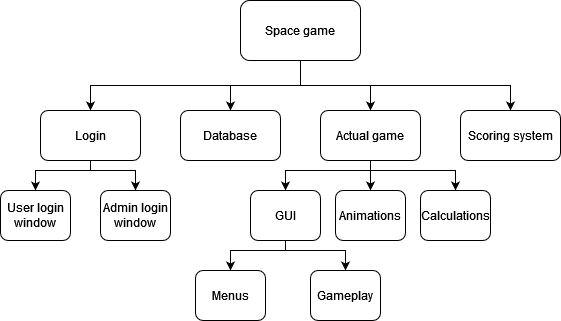 Space game
Login
Database
Actual game
Scoring system
User login
window
Admin login
window
GUI
Animations
Calculations
Menus
Gameplay